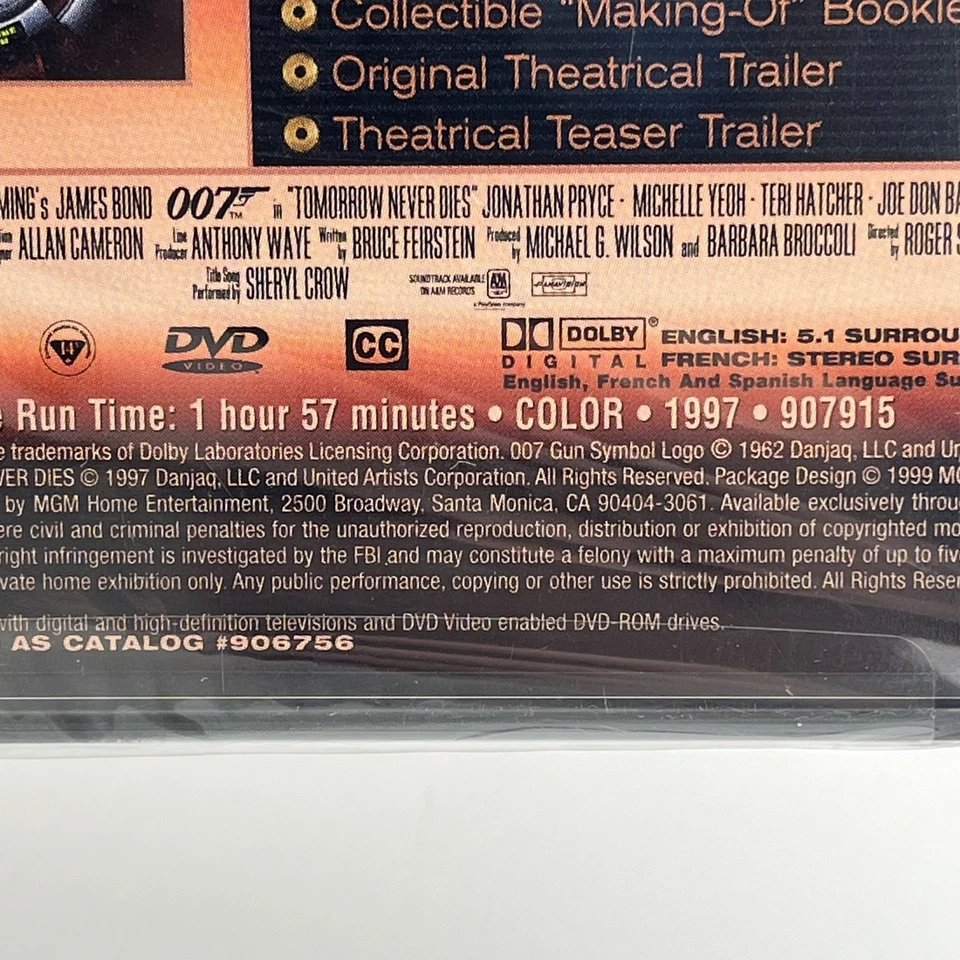 Collectible "Making-Of" Bookle
Original Theatrical Trailer
Theatrical Teaser Trailer
MING's JAMES BOND 007 TM in "TOMORROW NEVER DIES" JONATHAN PRYCE · MICHELLE YEOH · TERI HATCHER · JOE DON BA
ALLAN CAMERON Line Producer ANTHONY WAYE Written by BRUCE FEIRSTEIN Produced by MICHAEL G. WILSON and BARBARA BROCCOLI Directed by ROGER S
Title Song Performed by SHERYL CROW SOUNDTRACK AVAILABLE ON A&M RECORDS A&M a PolyGram company PANAVISION
DVD VIDEO CC DOLBY DIGITAL ® ENGLISH: 5.1 SURROU
FRENCH: STEREO SUR
English, French And Spanish Language Su
e Run Time: 1 hour 57 minutes • COLOR • 1997 • 907915
e trademarks of Dolby Laboratories Licensing Corporation. 007 Gun Symbol Logo © 1962 Danjaq, LLC and Un
VER DIES © 1997 Danjaq, LLC and United Artists Corporation. All Rights Reserved. Package Design © 1999 MG
by MGM Home Entertainment, 2500 Broadway, Santa Monica, CA 90404-3061. Available exclusively throu
ere civil and criminal penalties for the unauthorized reproduction, distribution or exhibition of copyrighted mo
right infringement is investigated by the FBI and may constitute a felony with a maximum penalty of up to five
vate home exhibition only. Any public performance, copying or other use is strictly prohibited. All Rights Reser
with digital and high-definition televisions and DVD Video enabled DVD-ROM drives.
AS CATALOG #906756